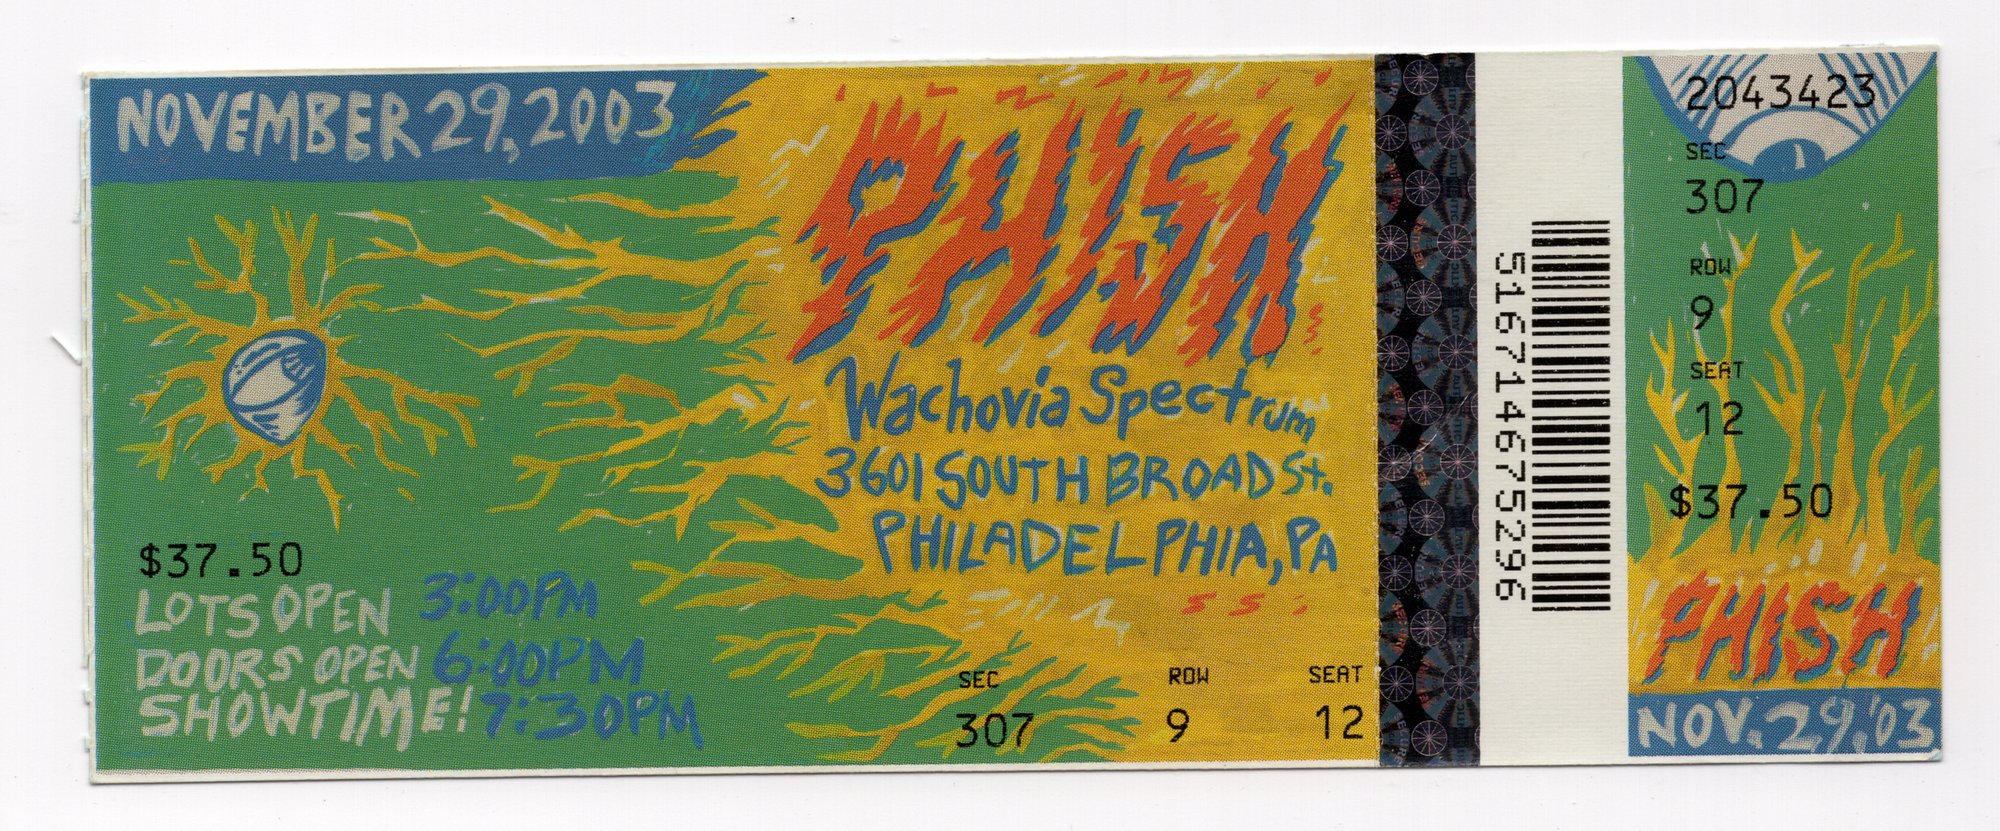 NOVEMBER 29, 2003
PHISH
Wachovia Spectrum
3601 SOUTH BROAD St.
PHILADELPHIA, PA
$37.50
LOTS OPEN 3:00PM
DOORS OPEN 6:00PM
SHOWTIME! 7:30PM
SEC ROW SEAT
307 9 12
516714675296
2043423
SEC
307
ROW
9
SEAT
12
$37.50
PHISH
NOV. 29, '03